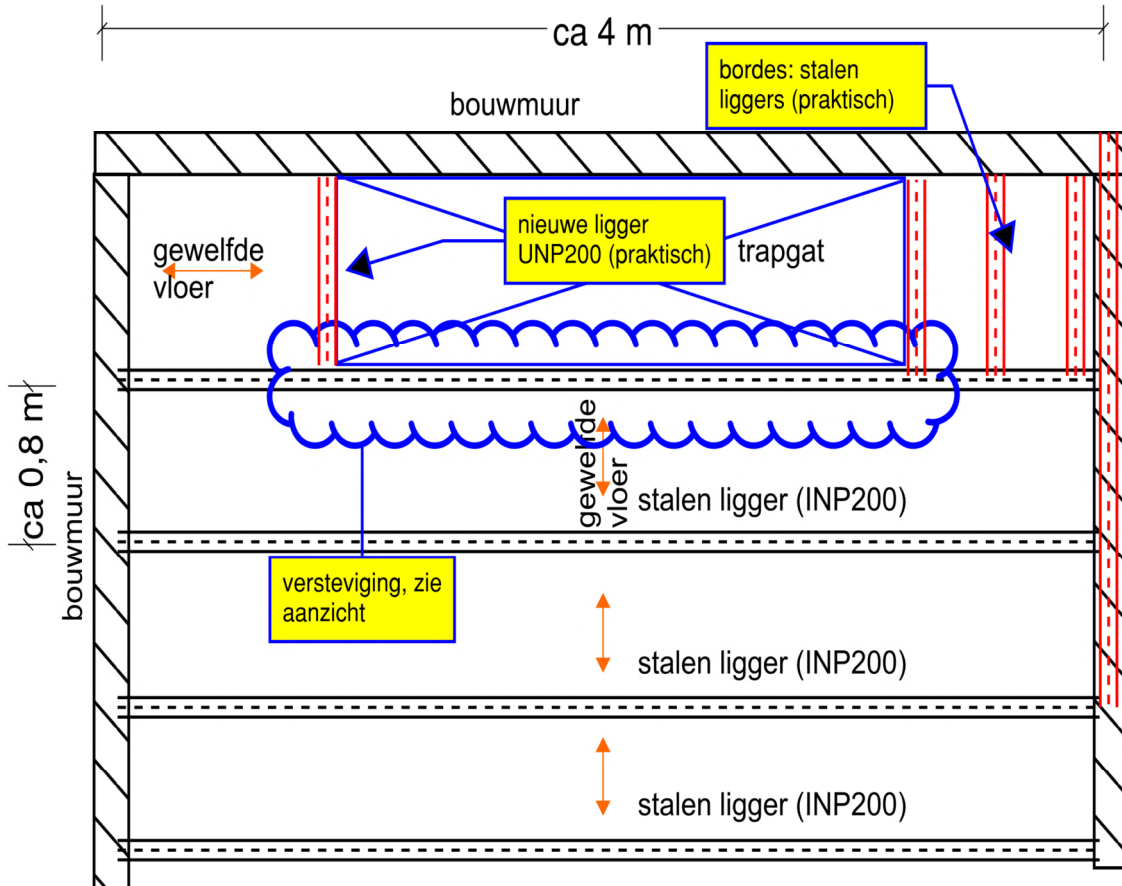 ca 4 m
bordes: stalen
liggers (praktisch)
bouwmuur
nieuwe ligger
UNP200 (praktisch)
trapgat
gewelfde
vloer
ca 0,8 m
bouwmuur
gewelfde
vloer
stalen ligger (INP200)
versteviging, zie
aanzicht
stalen ligger (INP200)
stalen ligger (INP200)